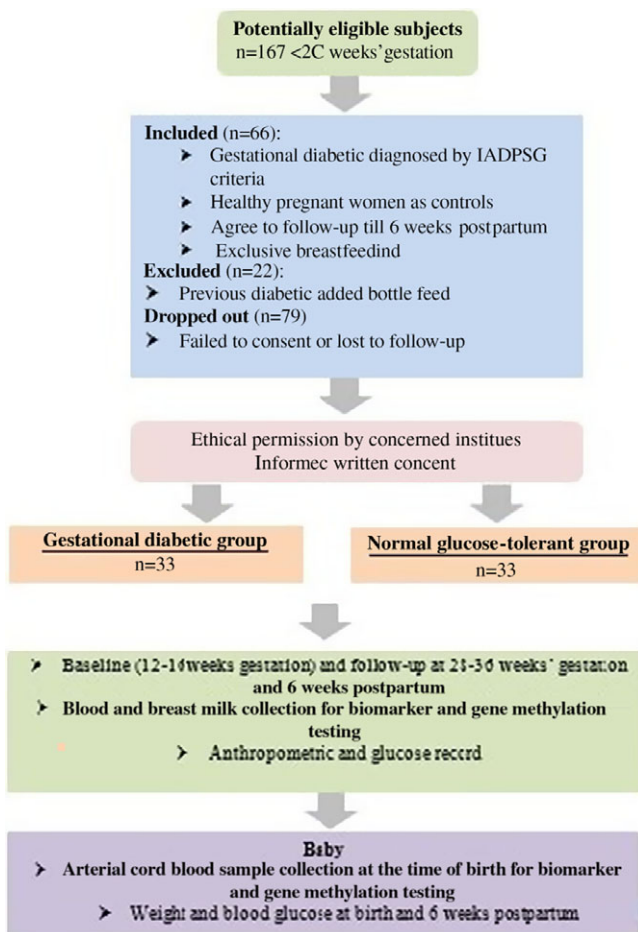 Potentially eligible subjects
n=167 <2C weeks' gestation
Included (n=66):
➤ Gestational diabetic diagnosed by IADPSG
criteria
➤ Healthy pregnant women as controls
➤ Agree to follow-up till 6 weeks postpartum
➤ Exclusive breastfeedind
Excluded (n=22):
➤ Previous diabetic added bottle feed
Dropped out (n=79)
➤ Failed to consent or lost to follow-up
Ethical permission by concerned institues
Informec written concent
Gestational diabetic group
n=33
Normal glucose-tolerant group
n=33
➤ Baseline (12-16weeks gestation) and follow-up at weeks' gestation
and 6 weeks postpartum
➤ Blood and breast milk collection for biomarker and gene methylation
testing
➤ Anthropometric and glucose reccrd
Baby
➤ Arterial cord blood sample collection at the time of birth for biomarker
and gene methylation testing
➤ Weight and blood glucose at birth and 6 weeks postpartum